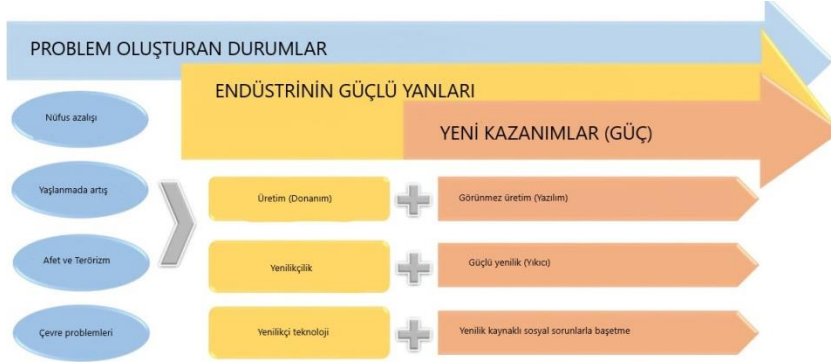 PROBLEM OLUŞTURAN DURUMLAR
ENDÜSTRİNİN GÜÇLÜ YANLARI
YENİ KAZANIMLAR (GÜÇ)
Nüfus azalışı
Yaşlanmada artış
Üretim (Donanım)
Görünmez üretim (Yazılım)
Afet ve Terörizm
Yenilikçilik
Güçlü yenilik (Yıkıcı)
Çevre problemleri
Yenilikçi teknoloji
Yenilik kaynaklı sosyal sorunlarla başetme